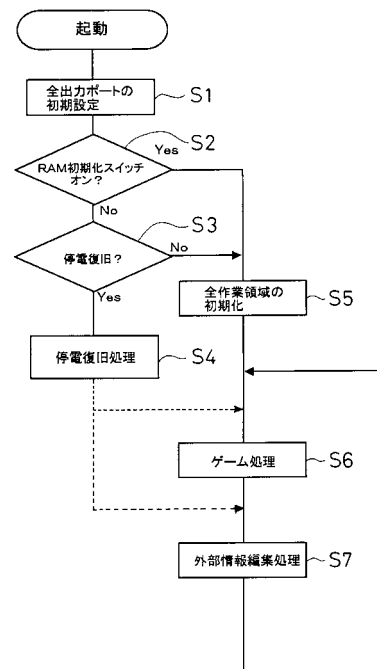 起動
全出力ポートの
初期設定
S1
RAM初期化スイッチ
オン？
S2
Yes
No
停電復旧？
S3
No
Yes
全作業領域の
初期化
S5
停電復旧処理
S4
ゲーム処理
S6
外部情報編集処理
S7